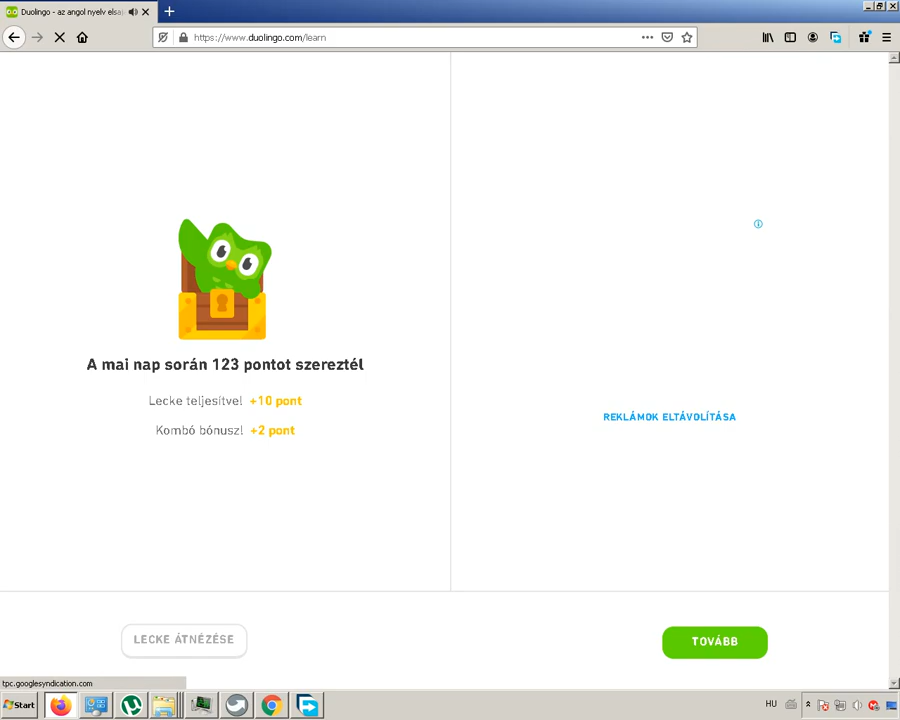 Duolingo - az angol nyelv elsa
https://www.duolingo.com/learn
A mai nap során 123 pontot szereztél
Lecke teljesítve! +10 pont
Kombó bónusz! +2 pont
REKLÁMOK ELTÁVOLÍTÁSA
LECKE ÁTNÉZÉSE
TOVÁBB
tpc.googlesyndication.com
Start
HU